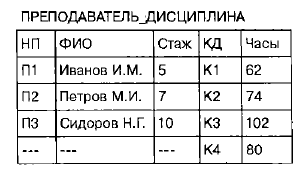 ПРЕПОДАВАТЕЛЬ_ДИСЦИПЛИНА
НП ФИО Стаж КД Часы
П1 Иванов И.М. 5 К1 62
П2 Петров М.И. 7 К2 74
П3 Сидоров Н.Г. 10 К3 102
--- --- --- К4 80